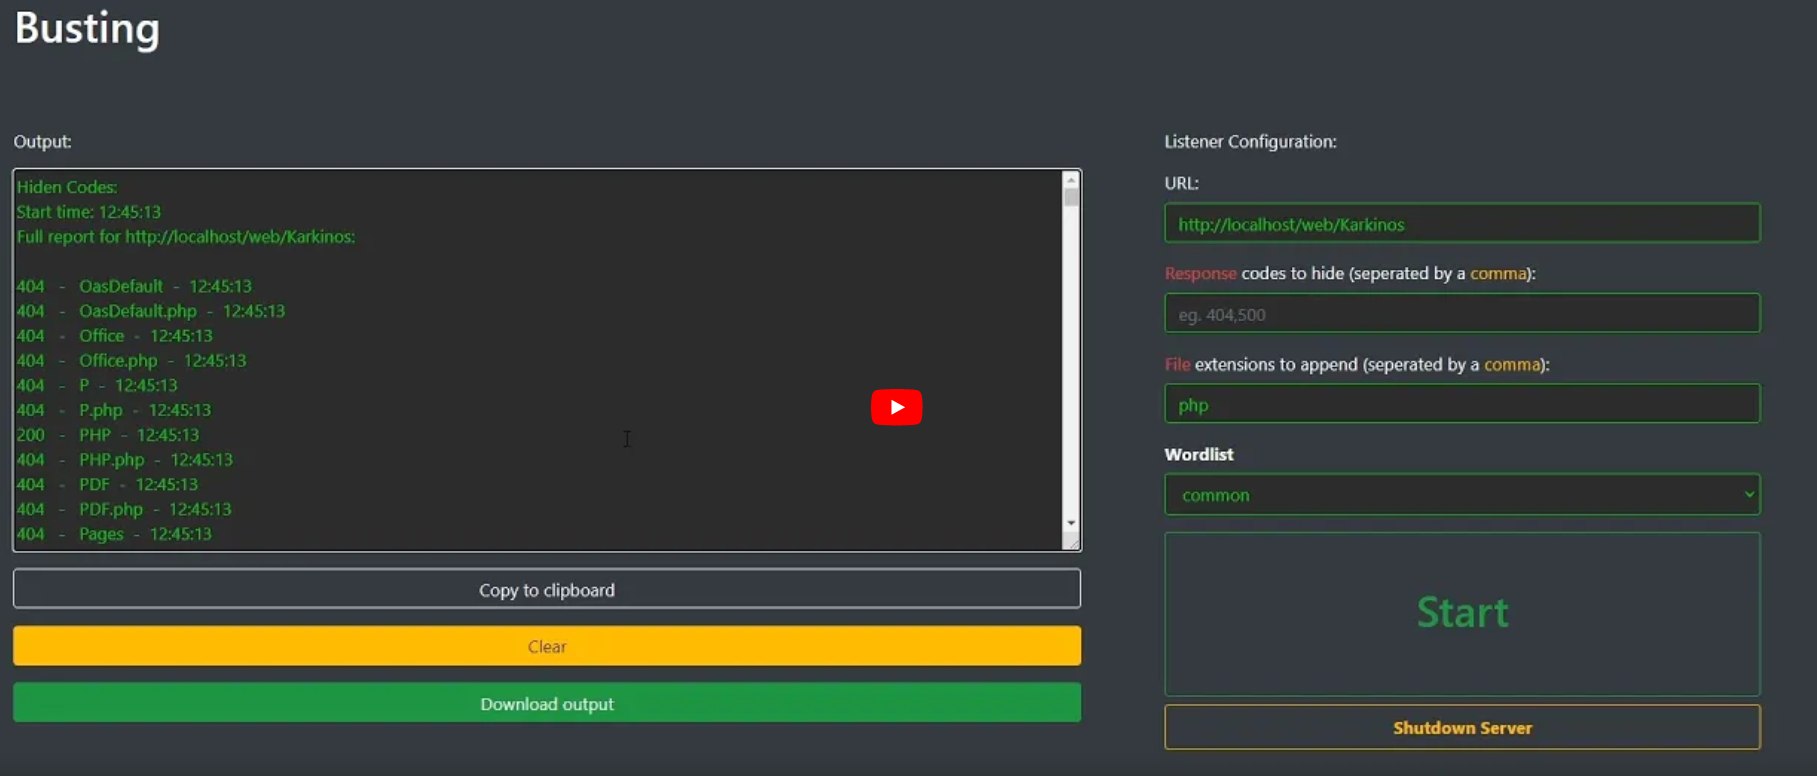 Busting
Output:
Hiden Codes:
Start time: 12:45:13
Full report for http://localhost/web/Karkinos:
404 - OasDefault - 12:45:13
404 - OasDefault.php - 12:45:13
404 - Office - 12:45:13
404 - Office.php - 12:45:13
404 - P - 12:45:13
404 - P.php - 12:45:13
200 - PHP - 12:45:13
404 - PHP.php - 12:45:13
404 - PDF - 12:45:13
404 - PDF.php - 12:45:13
404 - Pages - 12:45:13
Copy to clipboard
Clear
Download output
Listener Configuration:
URL:
http://localhost/web/Karkinos
Response codes to hide (seperated by a comma):
eg. 404,500
File extensions to append (seperated by a comma):
php
Wordlist
common
Start
Shutdown Server